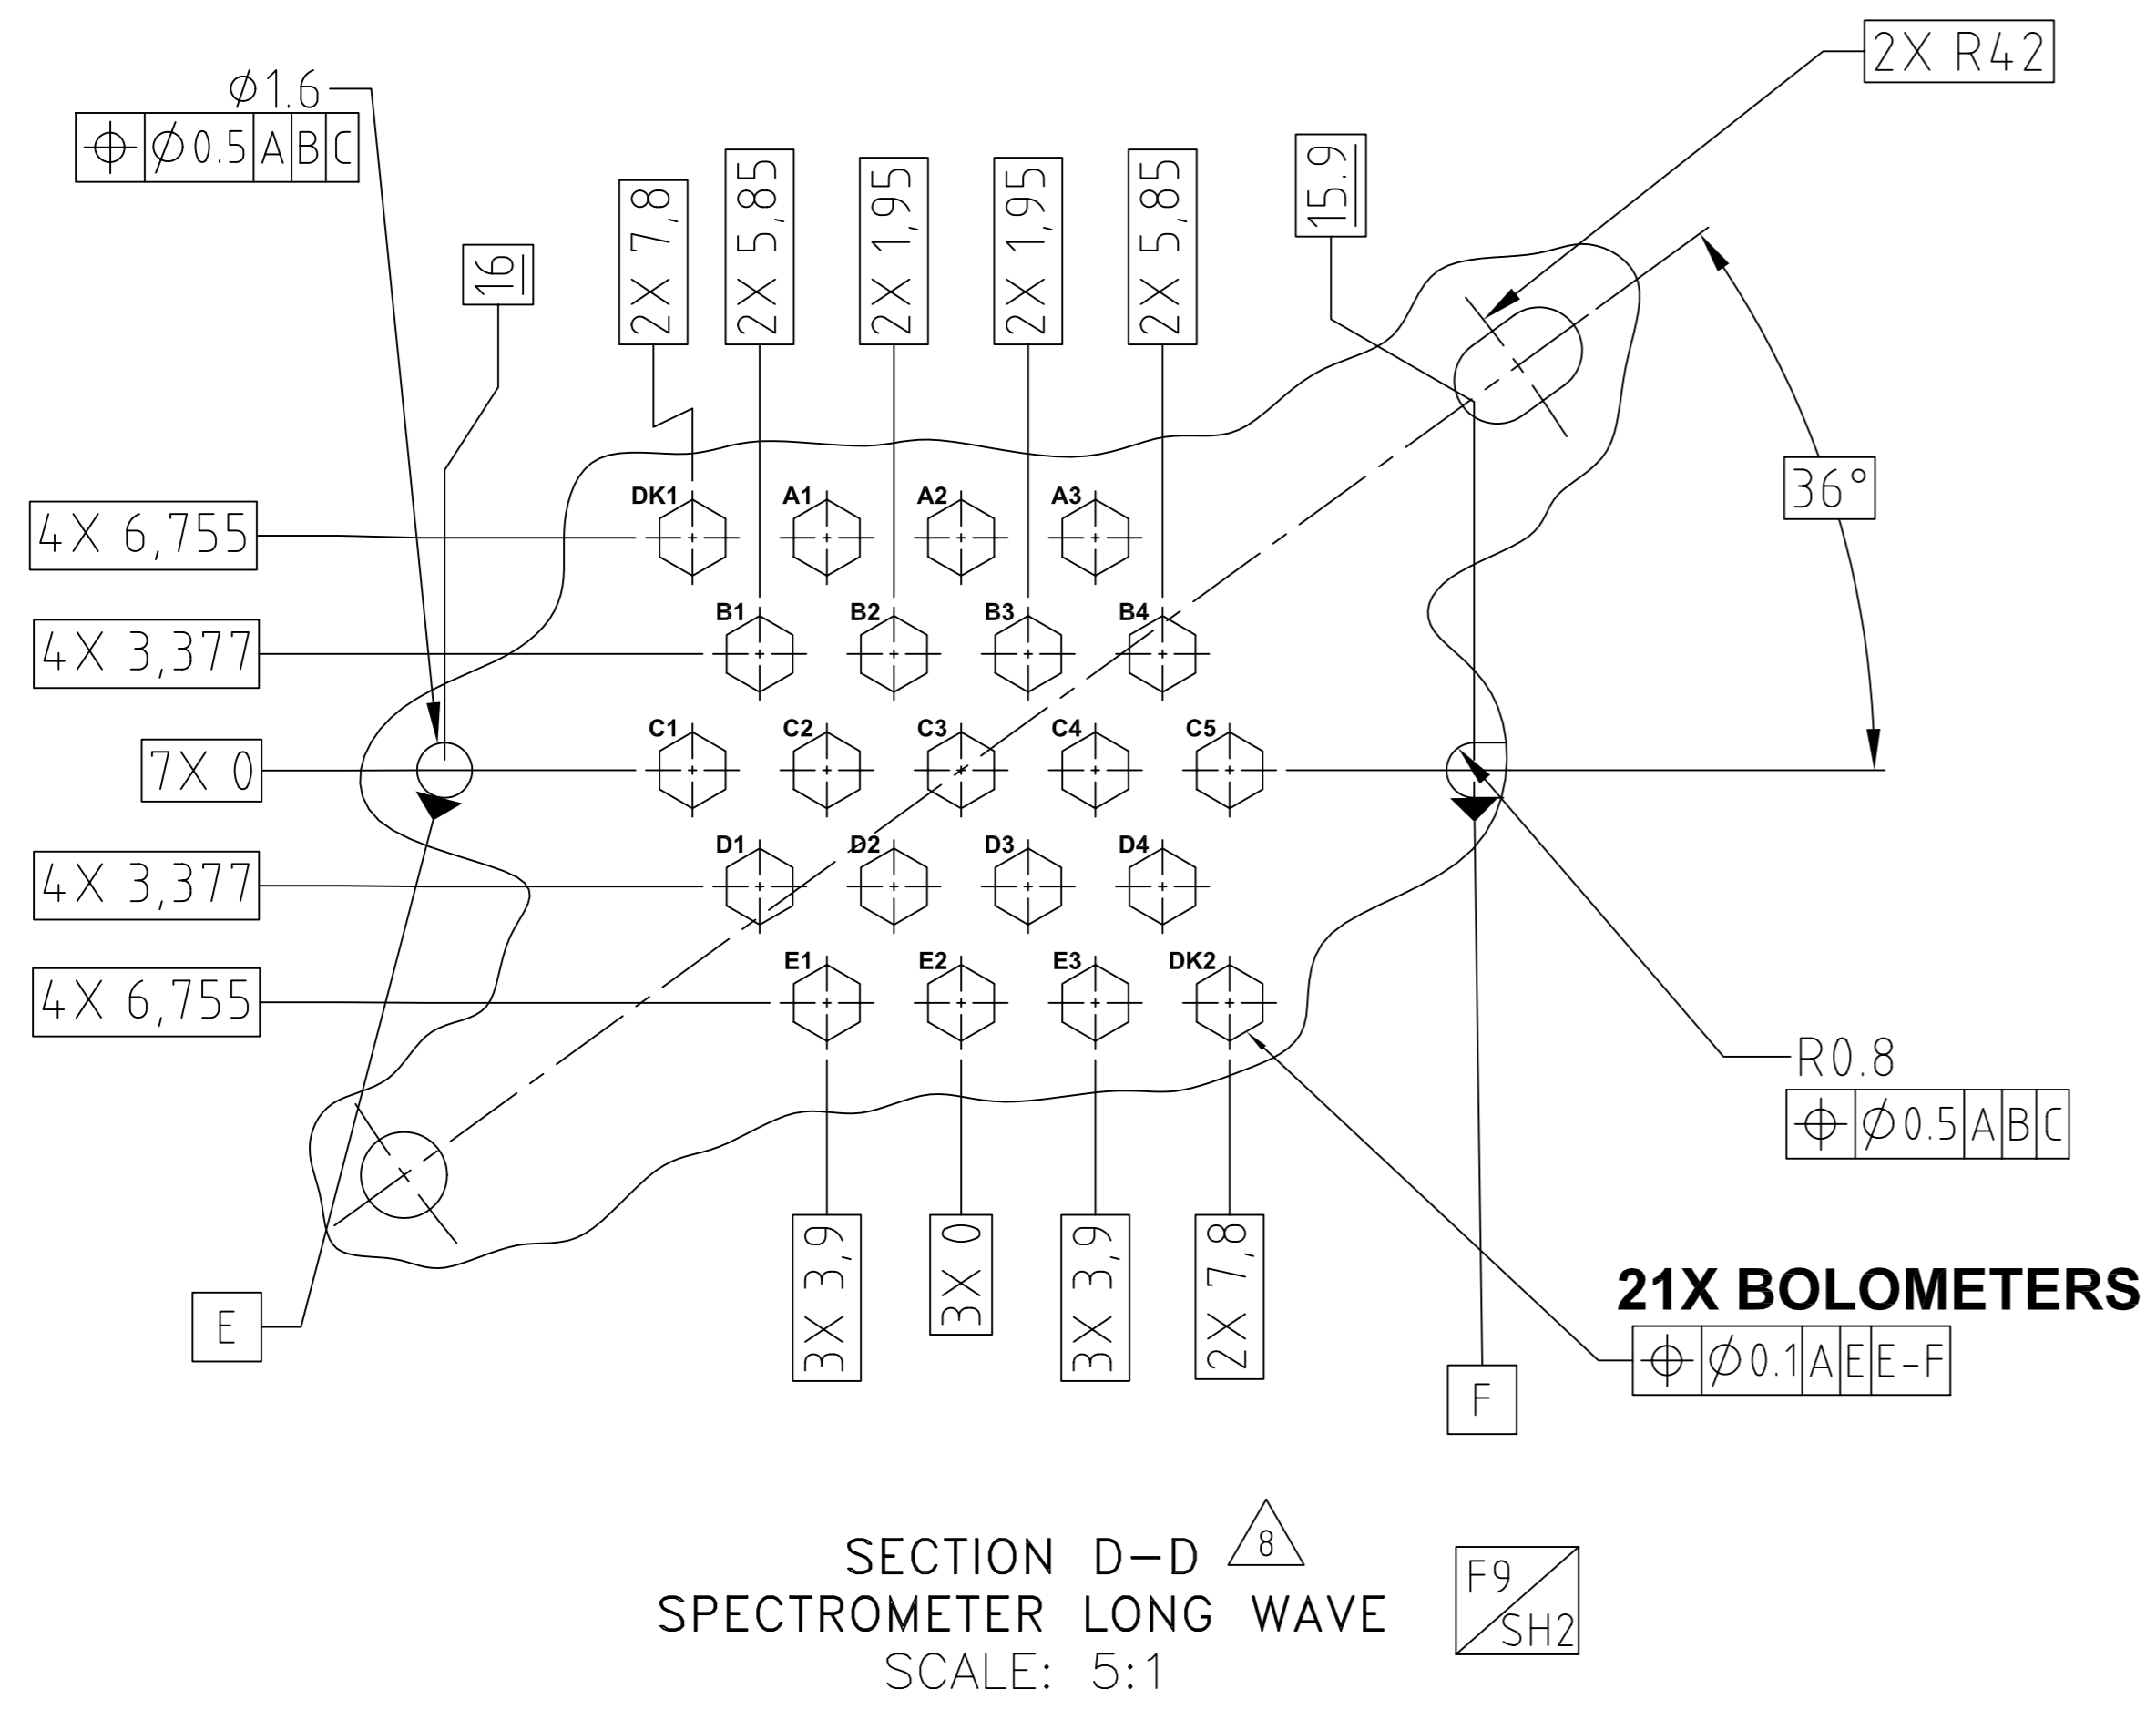 2X R42
⌀1.6
⌖ ⌀0.5 A B C
15.9
2X 7,8
2X 5,85
2X 1,95
2X 1,95
2X 5,85
16
36°
DK1 A1 A2 A3
4X 6,755
B1 B2 B3 B4
4X 3,377
C1 C2 C3 C4 C5
7X 0
D1 D2 D3 D4
4X 3,377
E1 E2 E3 DK2
4X 6,755
R0.8
⌖ ⌀0.5 A B C
3X 3,9
3X 0
3X 3,9
2X 7,8
21X BOLOMETERS
⌖ ⌀0.1 A E E-F
E
F
SECTION D-D
8
SPECTROMETER LONG WAVE
SCALE: 5:1
F9
SH2